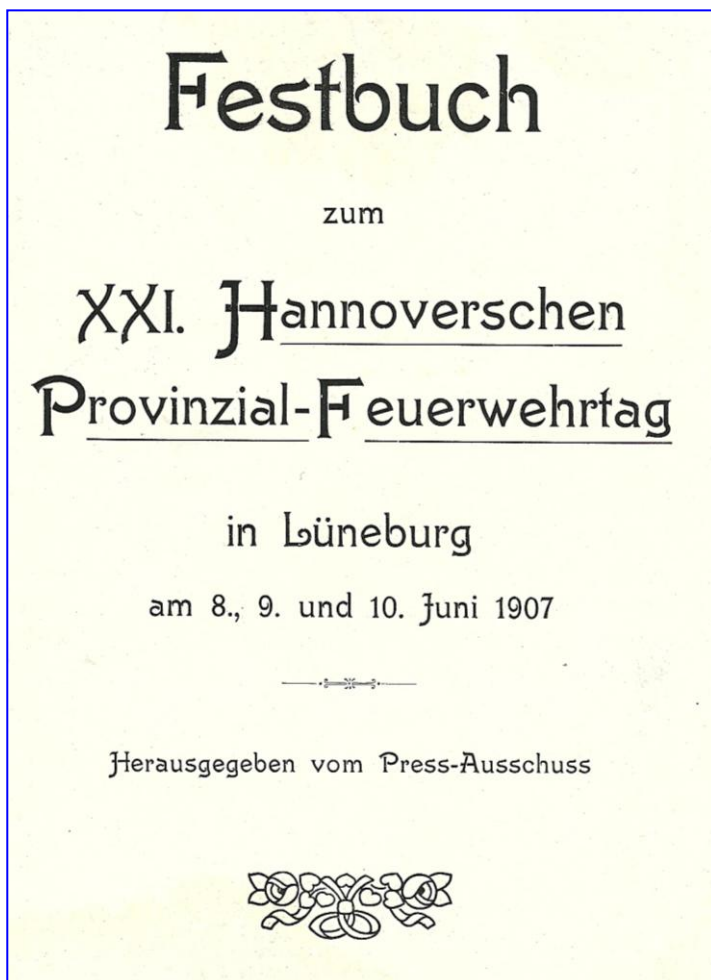 Festbuch
zum
XXI. Hannoverschen
Provinzial-Feuerwehrtag
in Lüneburg
am 8., 9. und 10. Juni 1907
Herausgegeben vom Press-Ausschuss